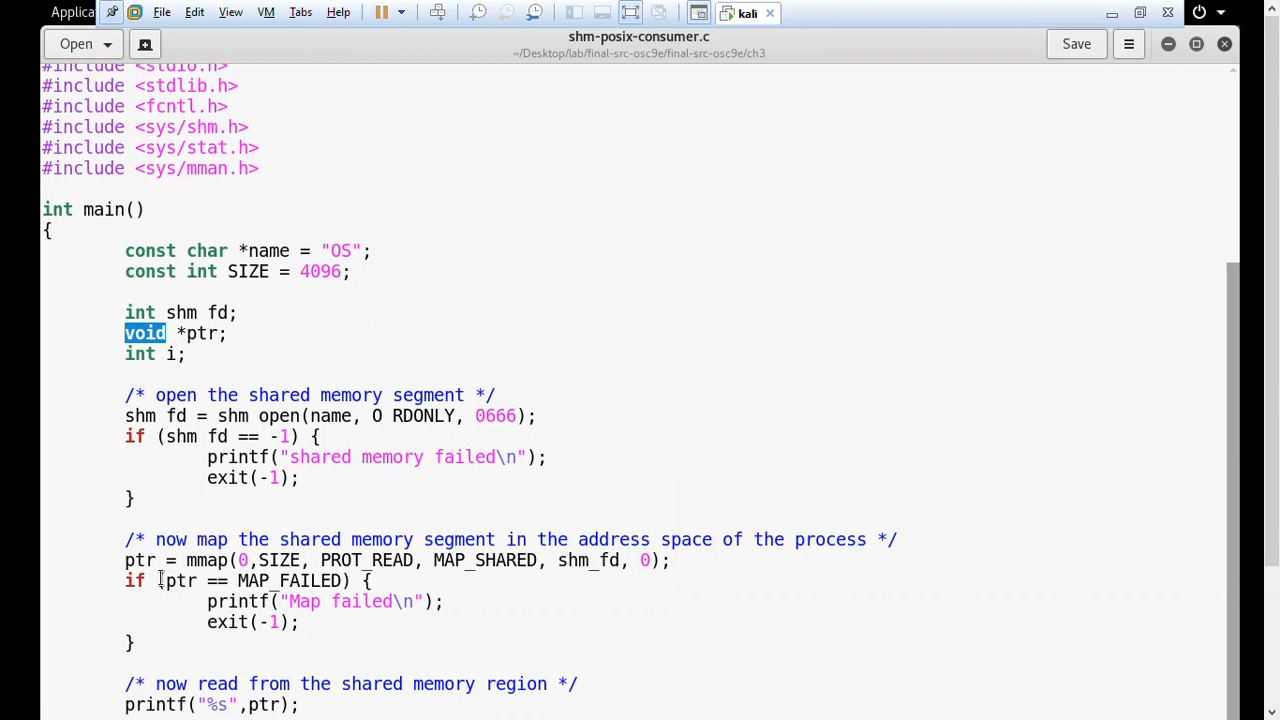 Applica File Edit View VM Tabs Help kali
Open shm-posix-consumer.c Save
~/Desktop/lab/final-src-osc9e/final-src-osc9e/ch3
#include <stdio.h>
#include <stdlib.h>
#include <fcntl.h>
#include <sys/shm.h>
#include <sys/stat.h>
#include <sys/mman.h>
int main()
{
const char *name = "OS";
const int SIZE = 4096;
int shm fd;
void *ptr;
int i;
/* open the shared memory segment */
shm fd = shm open(name, O RDONLY, 0666);
if (shm fd == -1) {
printf("shared memory failed\n");
exit(-1);
}
/* now map the shared memory segment in the address space of the process */
ptr = mmap(0,SIZE, PROT_READ, MAP_SHARED, shm_fd, 0);
if (ptr == MAP_FAILED) {
printf("Map failed\n");
exit(-1);
}
/* now read from the shared memory region */
printf("%s",ptr);